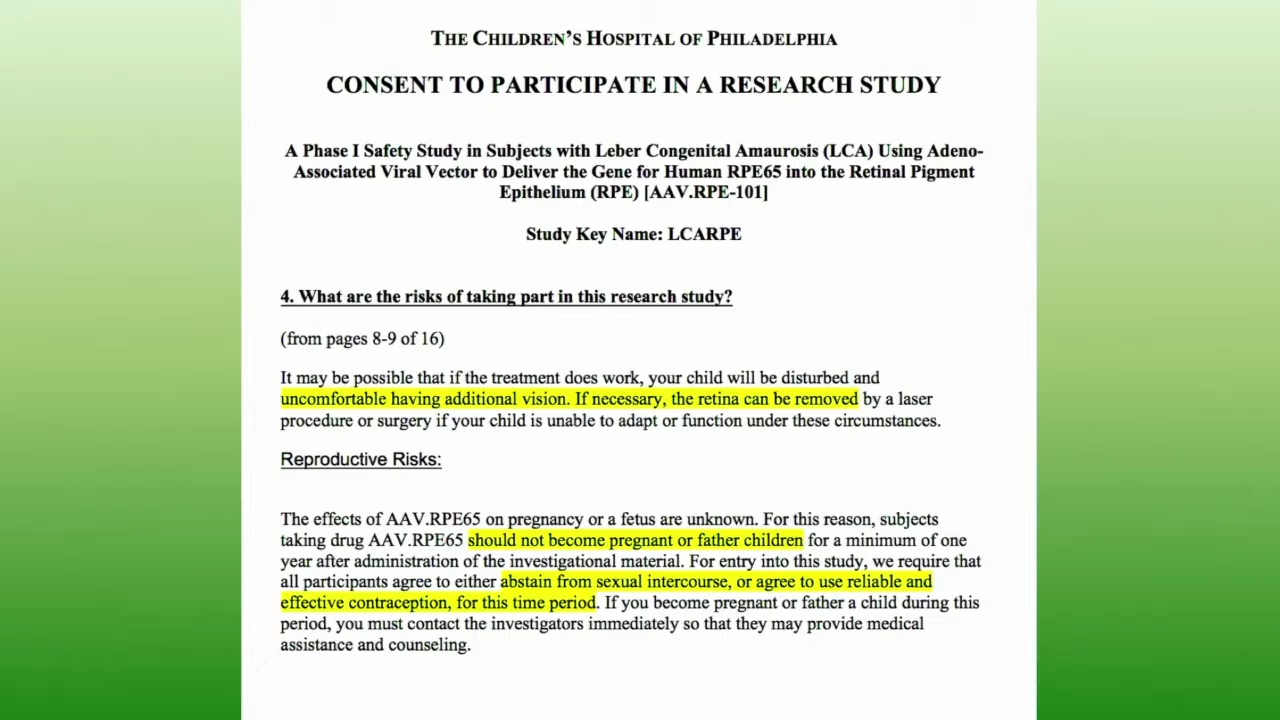 THE CHILDREN'S HOSPITAL OF PHILADELPHIA
CONSENT TO PARTICIPATE IN A RESEARCH STUDY
A Phase I Safety Study in Subjects with Leber Congenital Amaurosis (LCA) Using Adeno-
Associated Viral Vector to Deliver the Gene for Human RPE65 into the Retinal Pigment
Epithelium (RPE) [AAV.RPE-101]
Study Key Name: LCARPE
4. What are the risks of taking part in this research study?
(from pages 8-9 of 16)
It may be possible that if the treatment does work, your child will be disturbed and
uncomfortable having additional vision. If necessary, the retina can be removed by a laser
procedure or surgery if your child is unable to adapt or function under these circumstances.
Reproductive Risks:
The effects of AAV.RPE65 on pregnancy or a fetus are unknown. For this reason, subjects
taking drug AAV.RPE65 should not become pregnant or father children for a minimum of one
year after administration of the investigational material. For entry into this study, we require that
all participants agree to either abstain from sexual intercourse, or agree to use reliable and
effective contraception, for this time period. If you become pregnant or father a child during this
period, you must contact the investigators immediately so that they may provide medical
assistance and counseling.